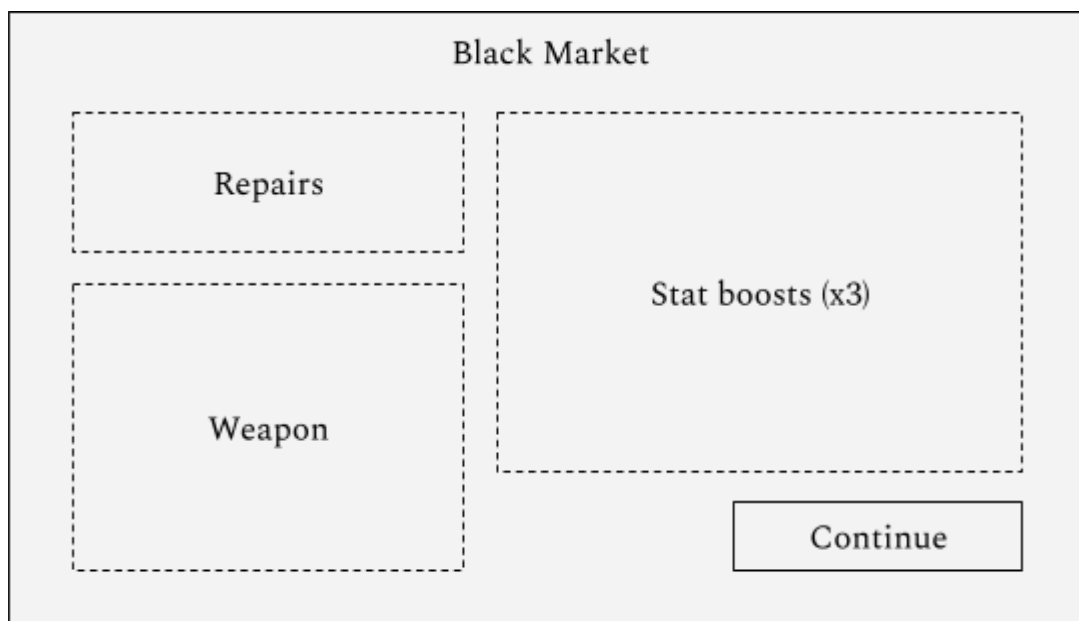 Black Market
Repairs
Weapon
Stat boosts (x3)
Continue